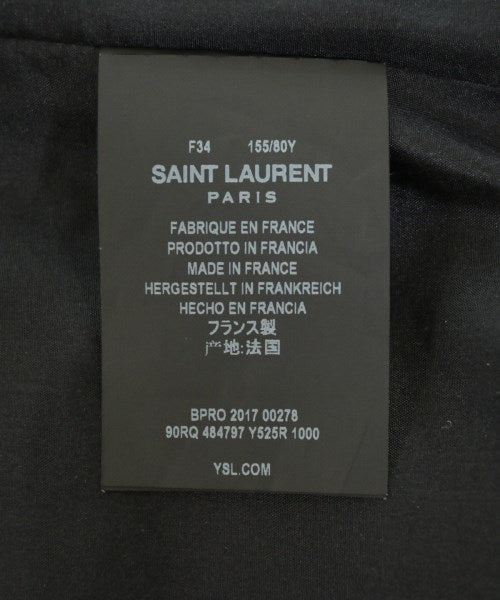 F34 155/80Y
SAINT LAURENT
PARIS
FABRIQUE EN FRANCE
PRODOTTO IN FRANCIA
MADE IN FRANCE
HERGESTELLT IN FRANKREICH
HECHO EN FRANCIA
フランス製
产地:法国
BPRO 2017 00278
90RQ 484797 Y525R 1000
YSL.COM